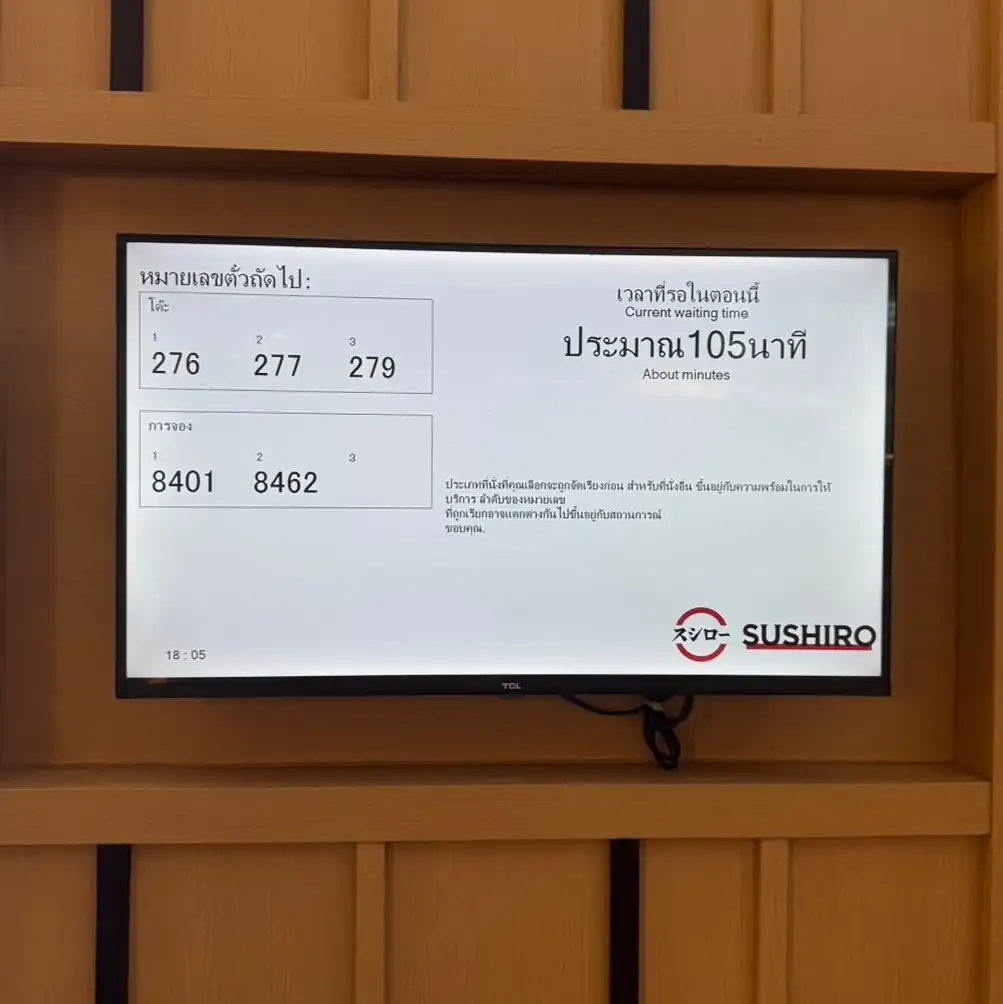 หมายเลขตั๋วถัดไป :
โต๊ะ
1 2 3
276 277 279
การจอง
1 2 3
8401 8462
18 : 05
เวลาที่รอในตอนนี้
Current waiting time
ประมาณ105นาที
About minutes
ประเภทที่นั่งที่คุณเลือกจะถูกจัดเรียงก่อน สำหรับที่นั่งอื่น ขึ้นอยู่กับความพร้อมในการให้
บริการ ลำดับของหมายเลข
ที่ถูกเรียกอาจแตกต่างกันไปขึ้นอยู่กับสถานการณ์
ขอบคุณ.
スシロー SUSHIRO
TCL